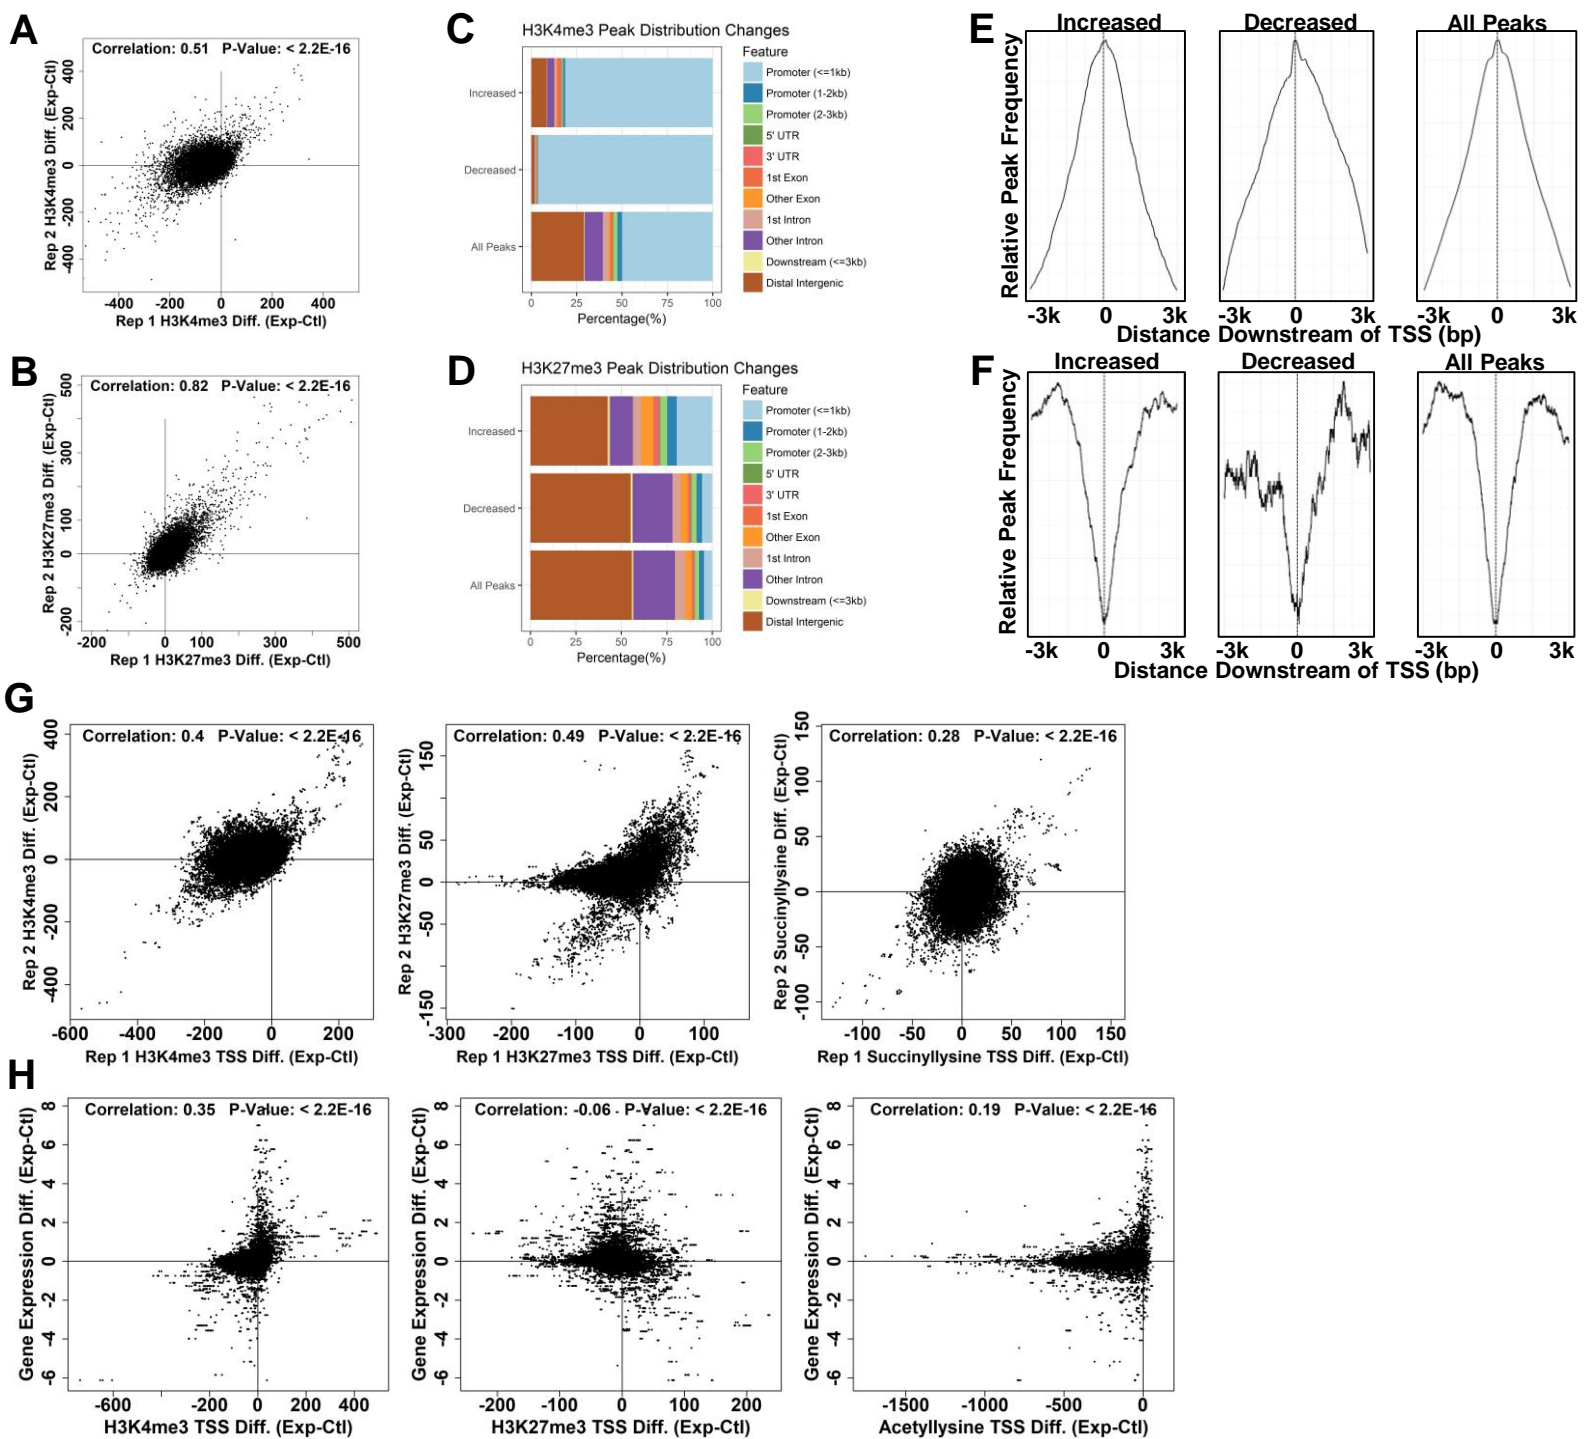 A
Correlation: 0.51 P-Value: < 2.2E-16
Rep 2 H3K4me3 Diff. (Exp-Ctl)
400
200
0
-200
-400
-400 -200 0 200 400
Rep 1 H3K4me3 Diff. (Exp-Ctl)
B
Correlation: 0.82 P-Value: < 2.2E-16
Rep 2 H3K27me3 Diff. (Exp-Ctl)
500
300
100
0
-200
-200 0 100 300 500
Rep 1 H3K27me3 Diff. (Exp-Ctl)
C
H3K4me3 Peak Distribution Changes
Increased
Decreased
All Peaks
0 25 50 75 100
Percentage(%)
Feature
Promoter (<=1kb)
Promoter (1-2kb)
Promoter (2-3kb)
5' UTR
3' UTR
1st Exon
Other Exon
1st Intron
Other Intron
Downstream (<=3kb)
Distal Intergenic
D
H3K27me3 Peak Distribution Changes
Increased
Decreased
All Peaks
0 25 50 75 100
Percentage(%)
Feature
Promoter (<=1kb)
Promoter (1-2kb)
Promoter (2-3kb)
5' UTR
3' UTR
1st Exon
Other Exon
1st Intron
Other Intron
Downstream (<=3kb)
Distal Intergenic
E
Increased Decreased All Peaks
Relative Peak Frequency
-3k 0 3k -3k 0 3k -3k 0 3k
Distance Downstream of TSS (bp)
F
Increased Decreased All Peaks
Relative Peak Frequency
-3k 0 3k -3k 0 3k -3k 0 3k
Distance Downstream of TSS (bp)
G
Correlation: 0.4 P-Value: < 2.2E-16
Rep 2 H3K4me3 Diff. (Exp-Ctl)
400
200
0
-200
-400
-600 -400 -200 0 200
Rep 1 H3K4me3 TSS Diff. (Exp-Ctl)
Correlation: 0.49 P-Value: < 2.2E-16
Rep 2 H3K27me3 Diff. (Exp-Ctl)
150
50
0
-50
-150
-300 -200 -100 0 100
Rep 1 H3K27me3 TSS Diff. (Exp-Ctl)
Correlation: 0.28 P-Value: < 2.2E-16
Rep 2 Succinyllysine Diff. (Exp-Ctl)
150
100
50
0
-50
-100
-100 -50 0 50 100 150
Rep 1 Succinyllysine TSS Diff. (Exp-Ctl)
H
Correlation: 0.35 P-Value: < 2.2E-16
Gene Expression Diff. (Exp-Ctl)
8
6
4
2
0
-2
-4
-6
-600 -200 0 200 400
H3K4me3 TSS Diff. (Exp-Ctl)
Correlation: -0.06 P-Value: < 2.2E-16
Gene Expression Diff. (Exp-Ctl)
8
6
4
2
0
-2
-4
-6
-200 -100 0 100 200
H3K27me3 TSS Diff. (Exp-Ctl)
Correlation: 0.19 P-Value: < 2.2E-16
Gene Expression Diff. (Exp-Ctl)
8
6
4
2
0
-2
-4
-6
-1500 -1000 -500 0
Acetyllysine TSS Diff. (Exp-Ctl)